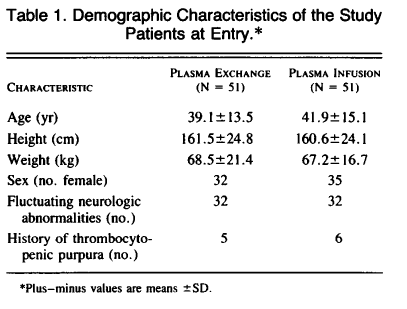 Table 1. Demographic Characteristics of the Study
Patients at Entry.*
CHARACTERISTIC PLASMA EXCHANGE PLASMA INFUSION
(N = 51) (N = 51)
Age (yr) 39.1±13.5 41.9±15.1
Height (cm) 161.5±24.8 160.6±24.1
Weight (kg) 68.5±21.4 67.2±16.7
Sex (no. female) 32 35
Fluctuating neurologic 32 32
abnormalities (no.)
History of thrombocyto- 5 6
penic purpura (no.)
*Plus–minus values are means ±SD.